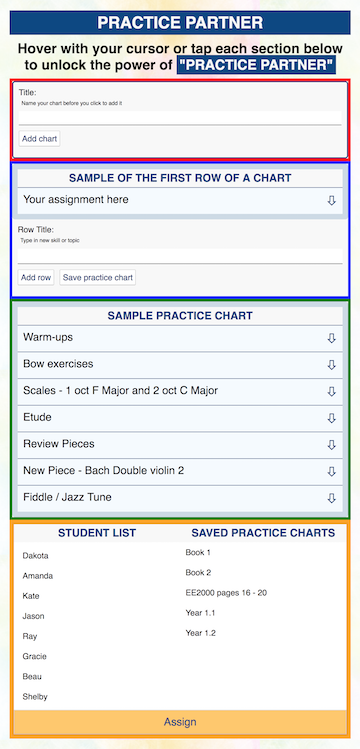 PRACTICE PARTNER
Hover with your cursor or tap each section below
to unlock the power of "PRACTICE PARTNER"
Title:
Name your chart before you click to add it
Add chart
SAMPLE OF THE FIRST ROW OF A CHART
Your assignment here
Row Title:
Type in new skill or topic
Add row
Save practice chart
SAMPLE PRACTICE CHART
Warm-ups
Bow exercises
Scales - 1 oct F Major and 2 oct C Major
Etude
Review Pieces
New Piece - Bach Double violin 2
Fiddle / Jazz Tune
STUDENT LIST
Dakota
Amanda
Kate
Jason
Ray
Gracie
Beau
Shelby
SAVED PRACTICE CHARTS
Book 1
Book 2
EE2000 pages 16 - 20
Year 1.1
Year 1.2
Assign